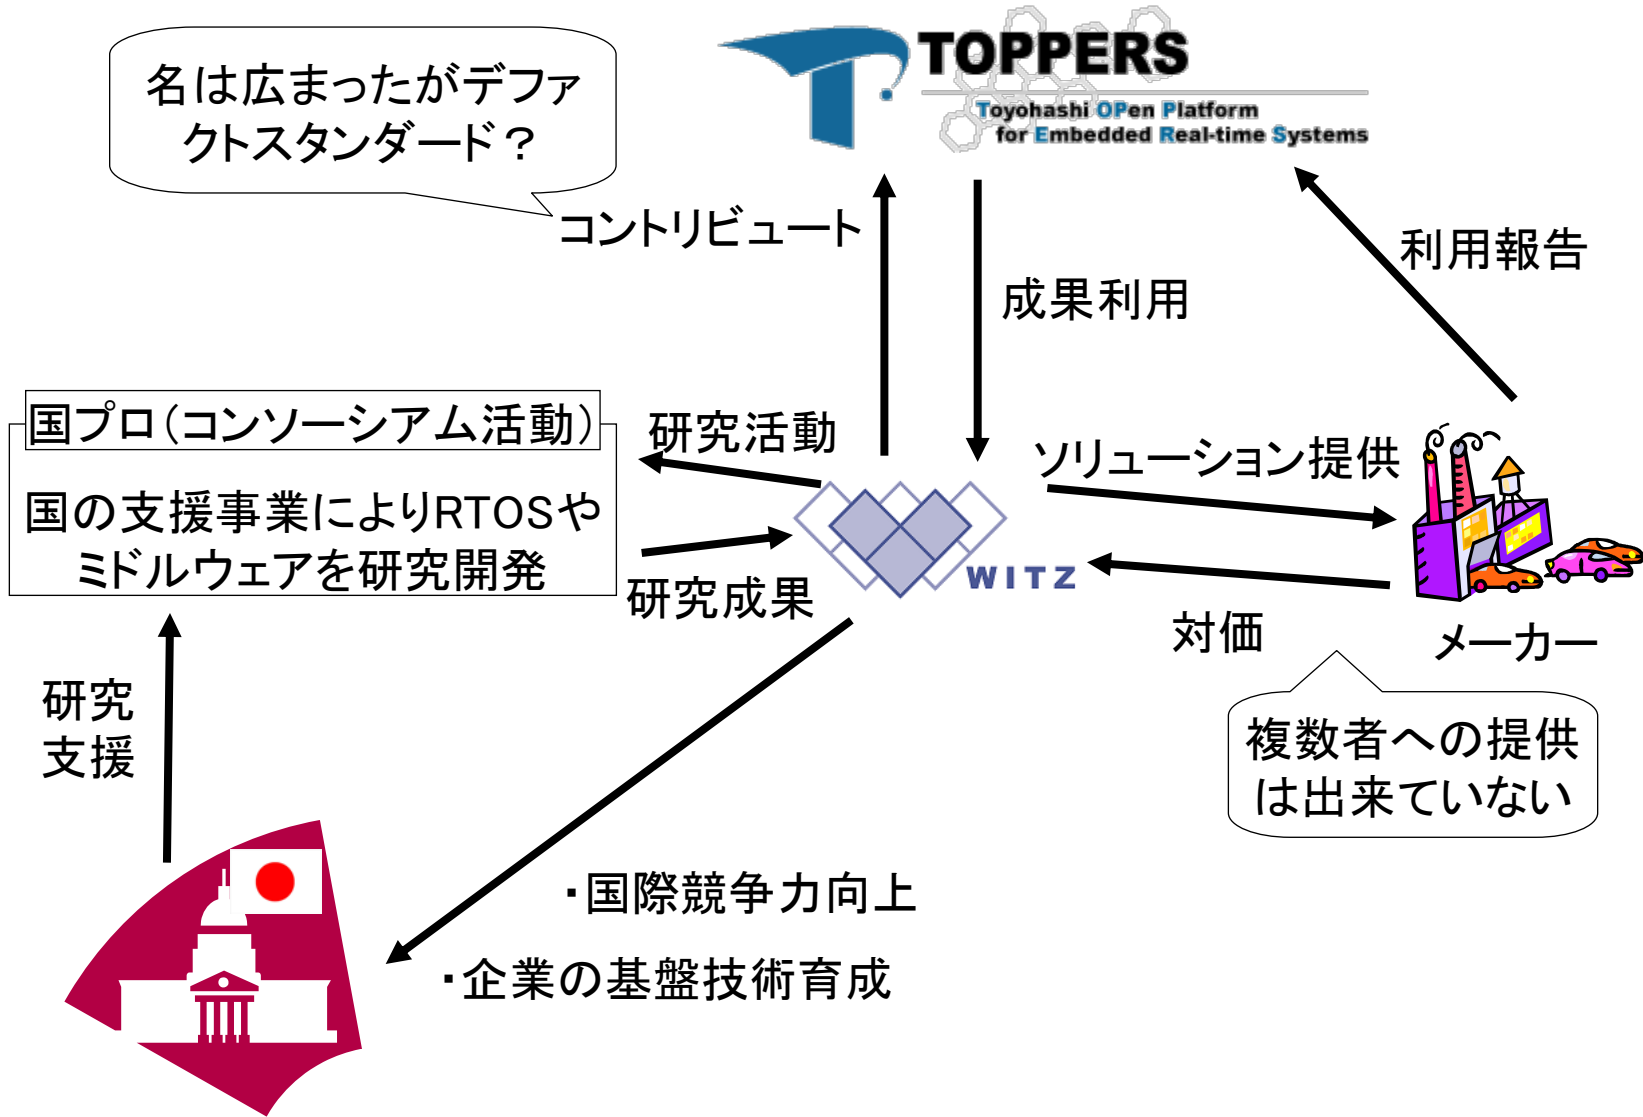 名は広まったがデファ
クトスタンダード？
TOPPERS
Toyohashi OPen Platform
for Embedded Real-time Systems
コントリビュート
成果利用
利用報告
国プロ（コンソーシアム活動）
国の支援事業によりRTOSや
ミドルウェアを研究開発
研究活動
研究成果
WITZ
ソリューション提供
対価
メーカー
複数者への提供
は出来ていない
研究
支援
・国際競争力向上
・企業の基盤技術育成